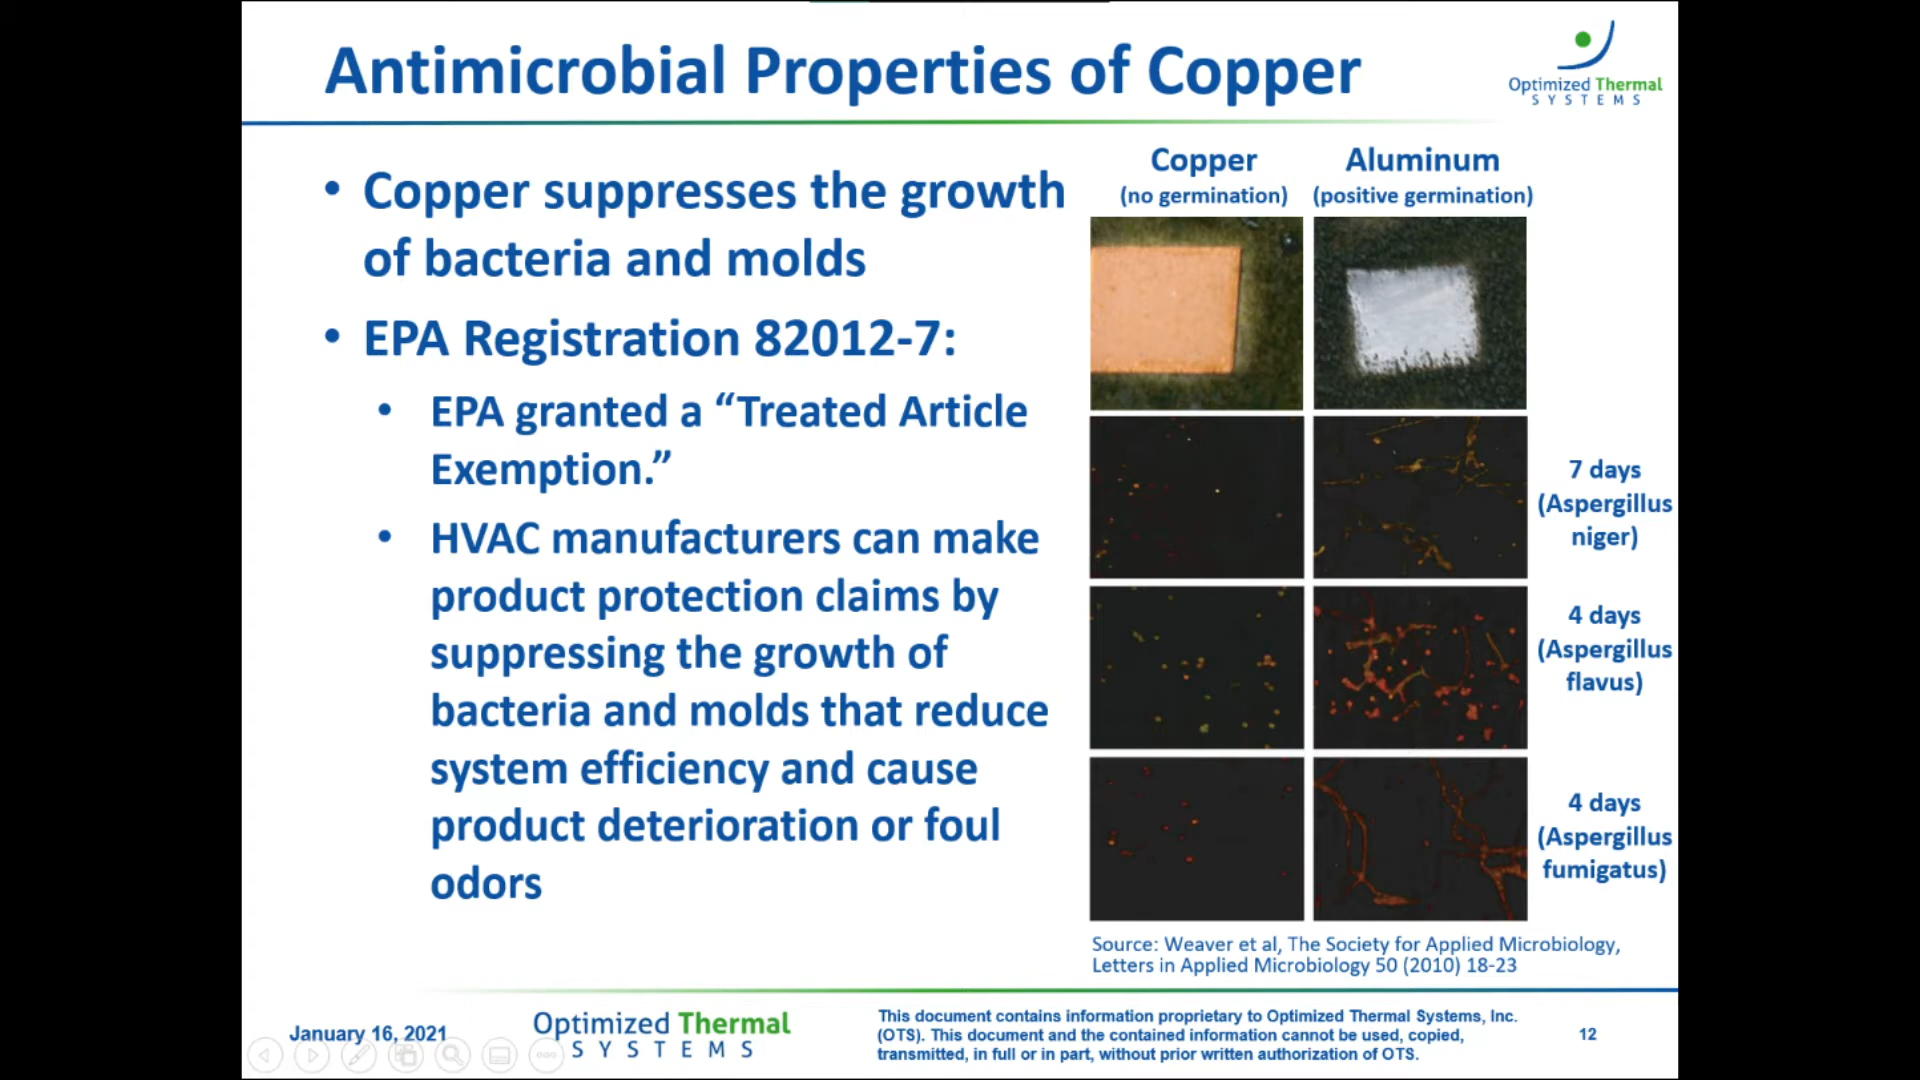 Antimicrobial Properties of Copper
Optimized Thermal
SYSTEMS
• Copper suppresses the growth
of bacteria and molds
• EPA Registration 82012-7:
• EPA granted a “Treated Article
Exemption.”
• HVAC manufacturers can make
product protection claims by
suppressing the growth of
bacteria and molds that reduce
system efficiency and cause
product deterioration or foul
odors
Copper
(no germination)
Aluminum
(positive germination)
7 days
(Aspergillus
niger)
4 days
(Aspergillus
flavus)
4 days
(Aspergillus
fumigatus)
Source: Weaver et al, The Society for Applied Microbiology,
Letters in Applied Microbiology 50 (2010) 18-23
January 16, 2021
Optimized Thermal
SYSTEMS
This document contains information proprietary to Optimized Thermal Systems, Inc.
(OTS). This document and the contained information cannot be used, copied,
transmitted, in full or in part, without prior written authorization of OTS.
12